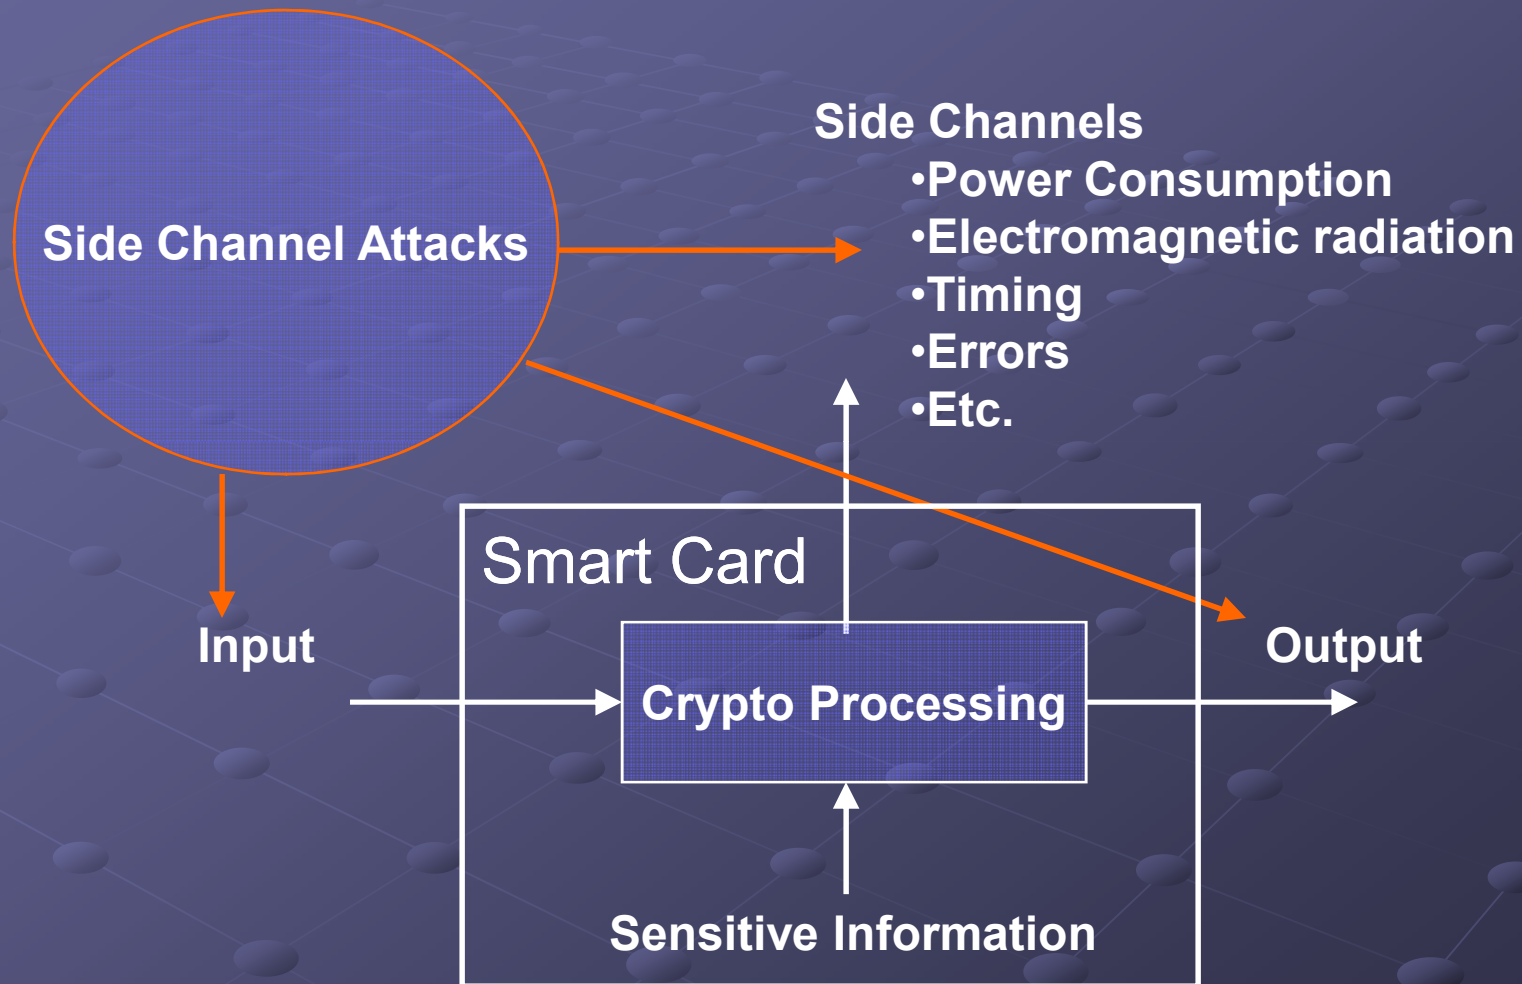 Side Channel Attacks
Side Channels
•Power Consumption
•Electromagnetic radiation
•Timing
•Errors
•Etc.
Smart Card
Input
Output
Crypto Processing
Sensitive Information